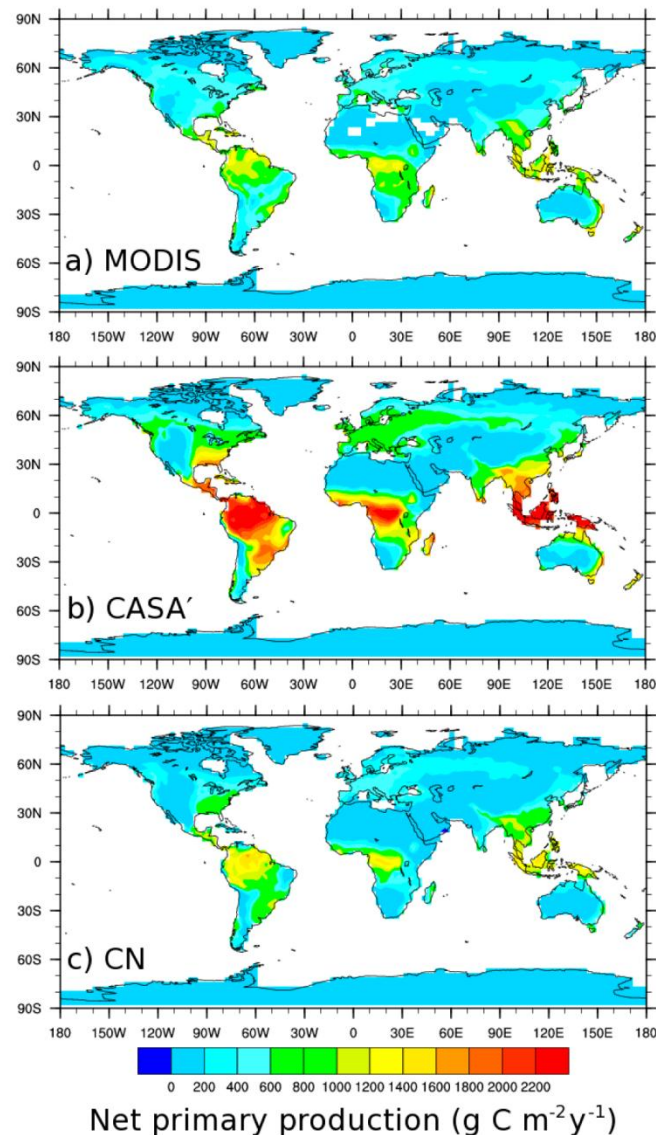 90N
60N
30N
0
30S
60S
90S
a) MODIS
180 150W 120W 90W 60W 30W 0 30E 60E 90E 120E 150E 180
90N
60N
30N
0
30S
60S
90S
b) CASA′
180 150W 120W 90W 60W 30W 0 30E 60E 90E 120E 150E 180
90N
60N
30N
0
30S
60S
90S
c) CN
180 150W 120W 90W 60W 30W 0 30E 60E 90E 120E 150E 180
0 200 400 600 800 1000 1200 1400 1600 1800 2000 2200
Net primary production (g C m⁻²y⁻¹)